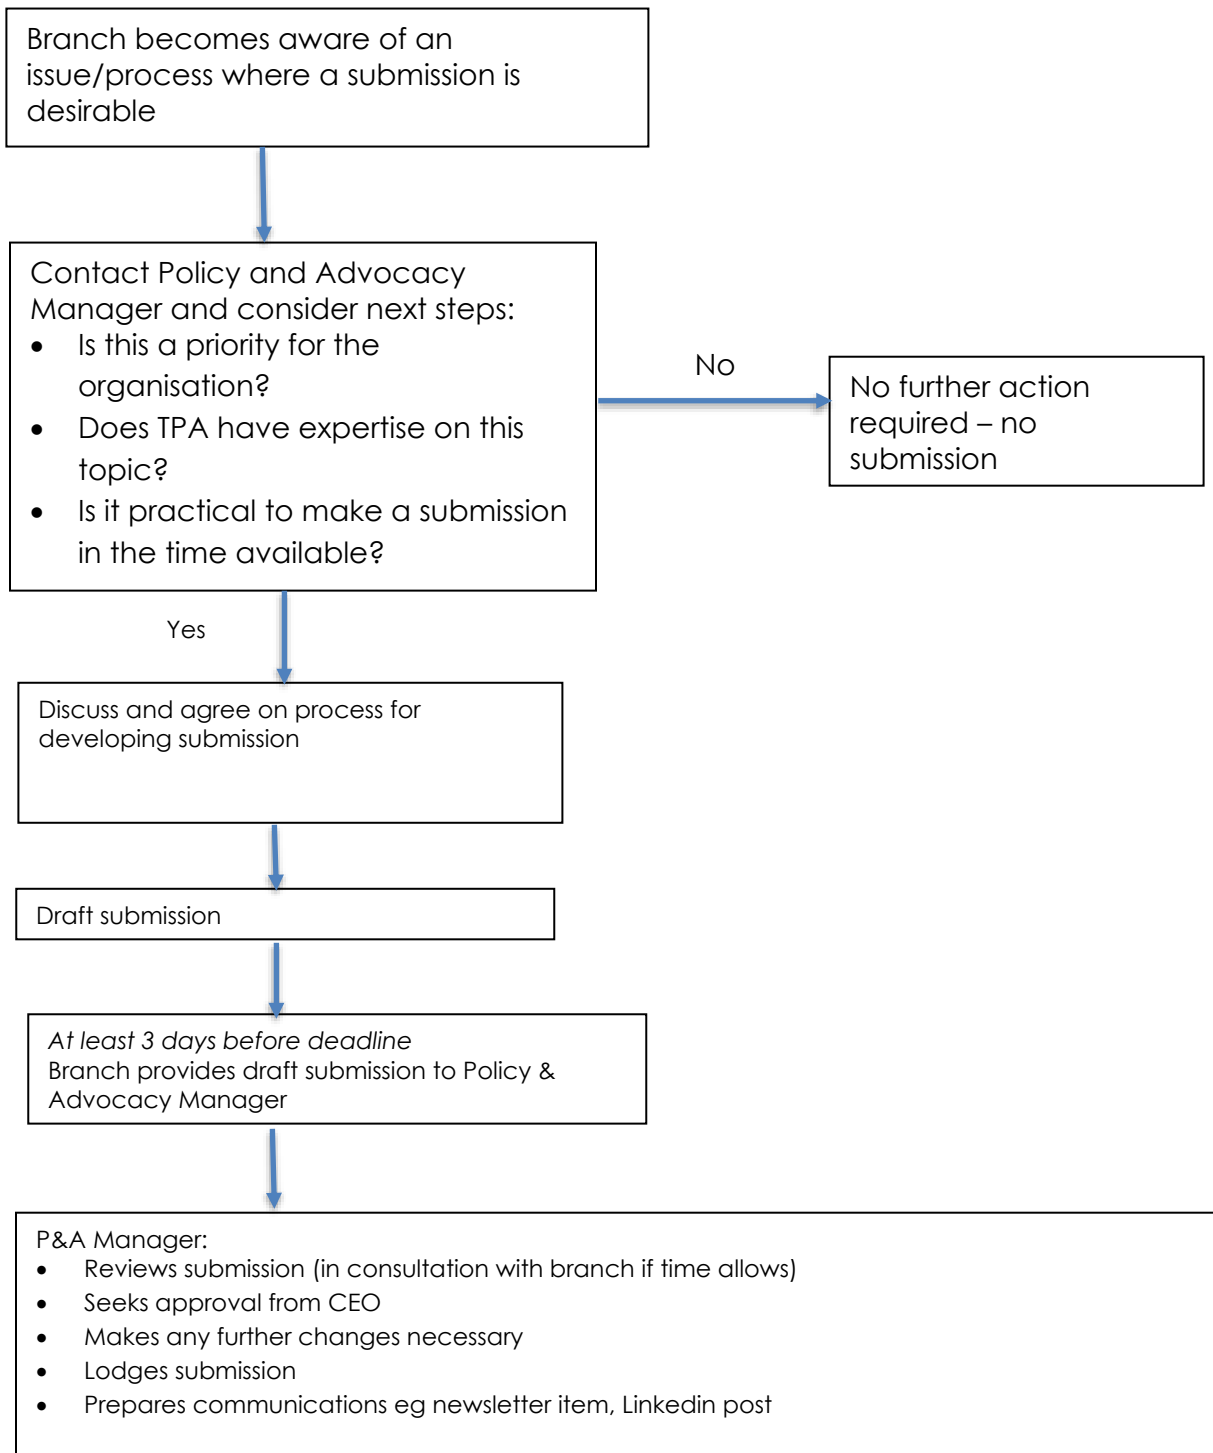 Branch becomes aware of an
issue/process where a submission is
desirable
Contact Policy and Advocacy
Manager and consider next steps:
• Is this a priority for the
organisation?
• Does TPA have expertise on this
topic?
• Is it practical to make a submission
in the time available?
No
No further action
required – no
submission
Yes
Discuss and agree on process for
developing submission
Draft submission
At least 3 days before deadline
Branch provides draft submission to Policy &
Advocacy Manager
P&A Manager:
• Reviews submission (in consultation with branch if time allows)
• Seeks approval from CEO
• Makes any further changes necessary
• Lodges submission
• Prepares communications eg newsletter item, Linkedin post